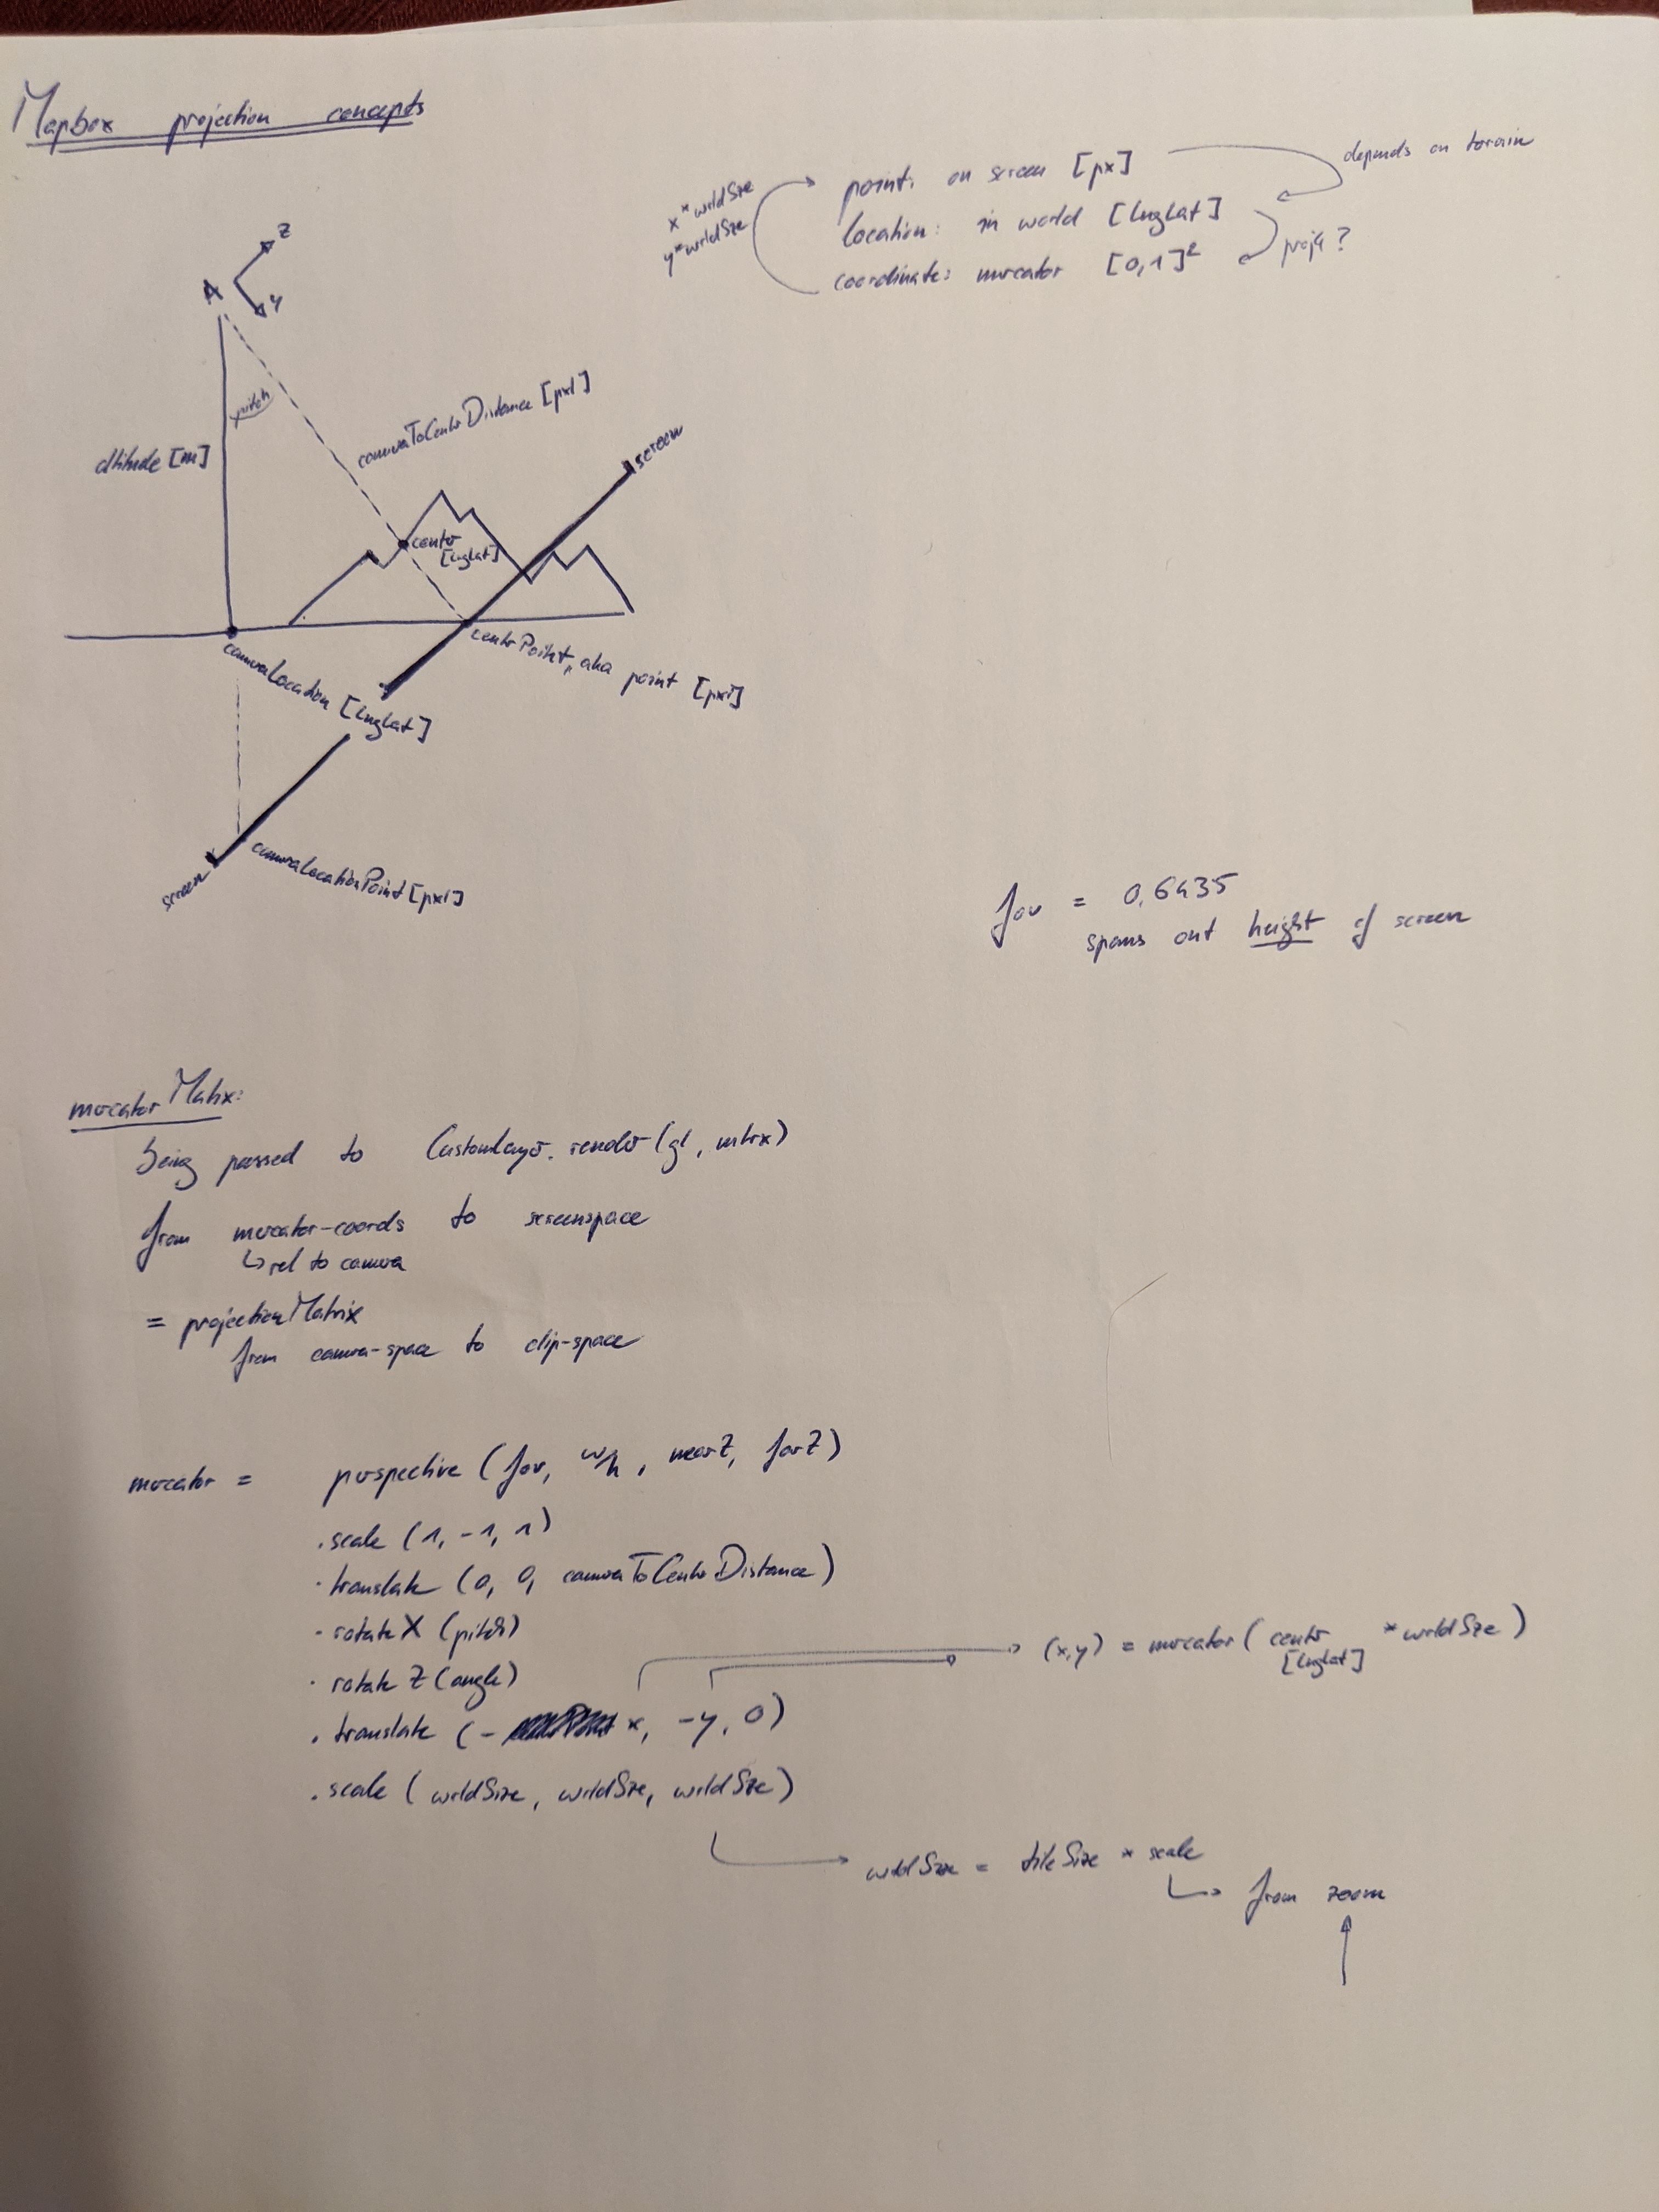 Mapbox projection concepts
x * worldSize
y * worldSize
point: on screen [px]
location: in world [LngLat]
coordinate: mercator [0,1]²
depends on terrain
proj ?
z
y
pitch
altitude [m]
cameraToCenterDistance [pxl]
screen
center
[LngLat]
centerPoint, aka point [pxl]
cameraLocation [LngLat]
cameraLocationPoint [pxl]
screen
fov = 0,6435
spans out height of screen
mercatorMatrix:
being passed to CustomLayer.render(gl, matrix)
from mercator-coords to screenspace
↳ rel to camera
= projectionMatrix
from camera-space to clip-space
mercator = perspective (fov, w/h, nearZ, farZ)
.scale (1, -1, 1)
.translate (0, 0, cameraToCenterDistance)
.rotateX (pitch)
.rotateZ (angle)
.translate (- x, -y, 0)
(x,y) = mercator ( center * worldSize )
[LngLat]
.scale ( worldSize, worldSize, worldSize )
worldSize = tileSize * scale
from zoom